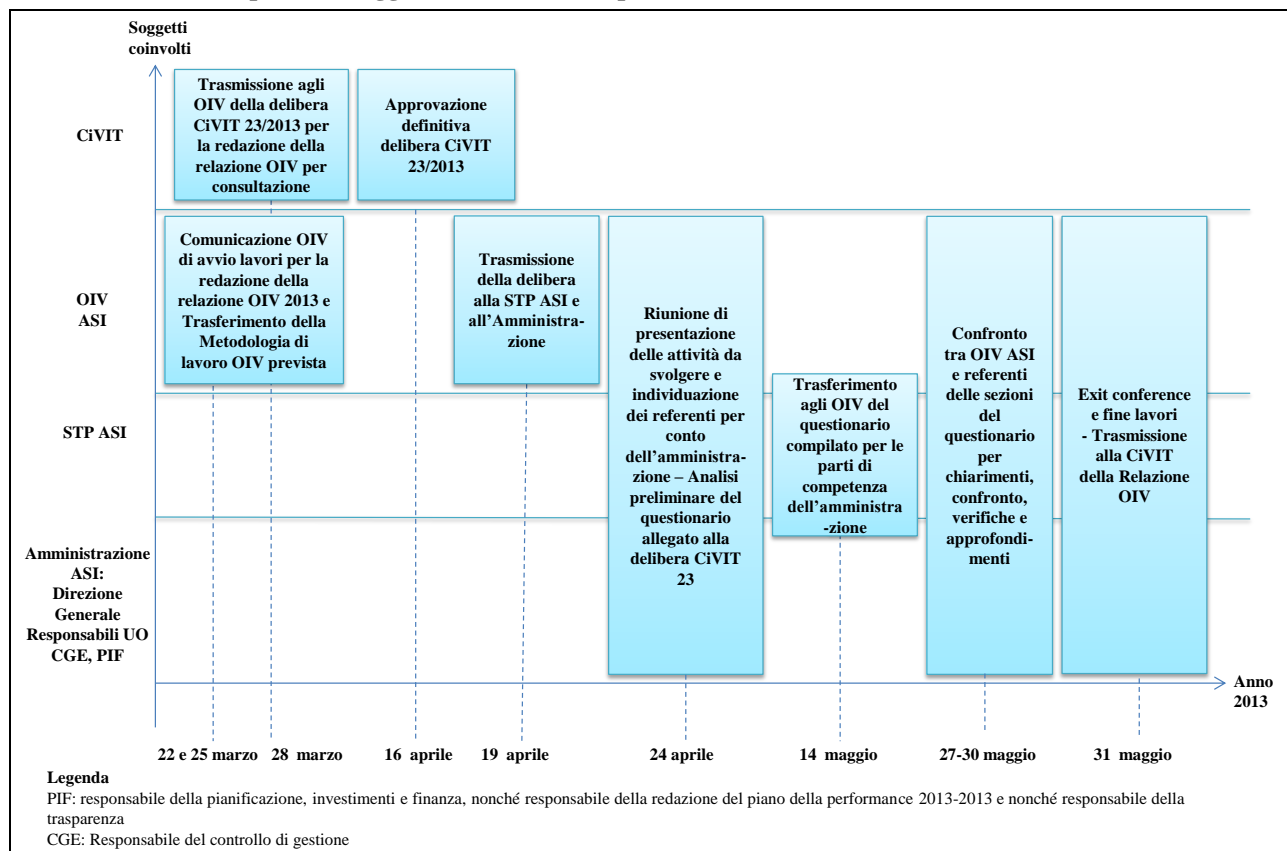 Soggetti
coinvolti
CiVIT
Trasmissione agli
OIV della delibera
CiVIT 23/2013 per
la redazione della
relazione OIV per
consultazione
Approvazione
definitiva
delibera CiVIT
23/2013
OIV
ASI
Comunicazione OIV
di avvio lavori per la
redazione della
relazione OIV 2013 e
Trasferimento della
Metodologia di
lavoro OIV prevista
Trasmissione
della delibera
alla STP ASI e
all'Amministra-
zione
Riunione di
presentazione
delle attività da
svolgere e
individuazione
dei referenti per
conto
dell'amministra-
zione – Analisi
preliminare del
questionario
allegato alla
delibera CiVIT
23
Trasferimento
agli OIV del
questionario
compilato per le
parti di
competenza
dell'amministra
-zione
Confronto
tra OIV ASI
e referenti
delle sezioni
del
questionario
per
chiarimenti,
confronto,
verifiche e
approfondi-
menti
Exit conference
e fine lavori
- Trasmissione
alla CiVIT
della Relazione
OIV
STP ASI
Amministrazione
ASI:
Direzione
Generale
Responsabili UO
CGE, PIF
Anno
2013
22 e 25 marzo 28 marzo 16 aprile 19 aprile 24 aprile 14 maggio 27-30 maggio 31 maggio
Legenda
PIF: responsabile della pianificazione, investimenti e finanza, nonché responsabile della redazione del piano della performance 2013-2013 e nonché responsabile della
trasparenza
CGE: Responsabile del controllo di gestione